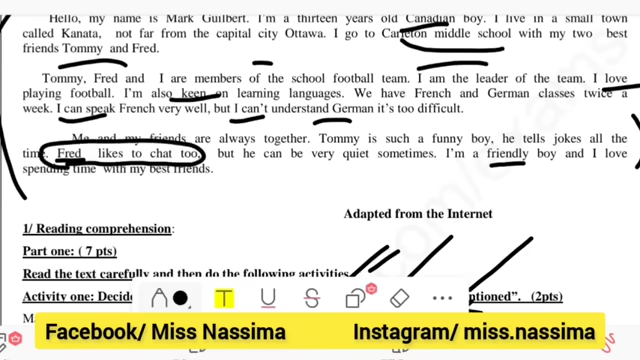 Hello, my name is Mark Guilbert. I'm a thirteen years old Canadian boy. I live in a small town
called Kanata, not far from the capital city Ottawa. I go to Carleton middle school with my two best
friends Tommy and Fred.
Tommy, Fred and I are members of the school football team. I am the leader of the team. I love
playing football. I'm also keen on learning languages. We have French and German classes twice a
week. I can speak French very well, but I can't understand German it's too difficult.
Me and my friends are always together. Tommy is such a funny boy, he tells jokes all the
time. Fred likes to chat too, but he can be very quiet sometimes. I'm a friendly boy and I love
spending time with my best friends.
Adapted from the Internet
1/ Reading comprehension:
Part one: ( 7 pts)
Read the text carefully and then do the following activities
Activity one: Decide ptioned". (2pts)
Facebook/ Miss Nassima Instagram/ miss.nassima